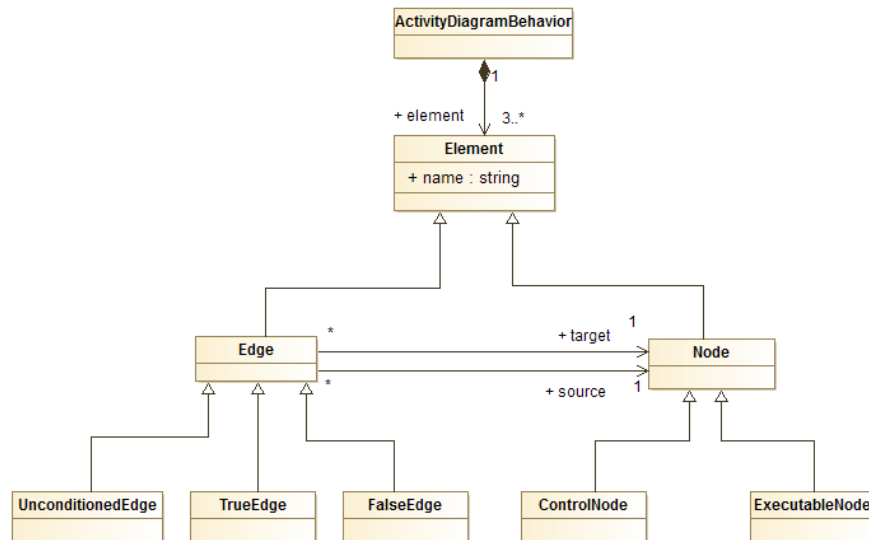 ActivityDiagramBehavior
1
+ element
3..*
Element
+ name : string
*
+ target
1
Edge
Node
*
+ source
1
UnconditionedEdge
TrueEdge
FalseEdge
ControlNode
ExecutableNode